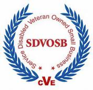 Service Disabled Veteran Owned Small Business
SDVOSB
CVE